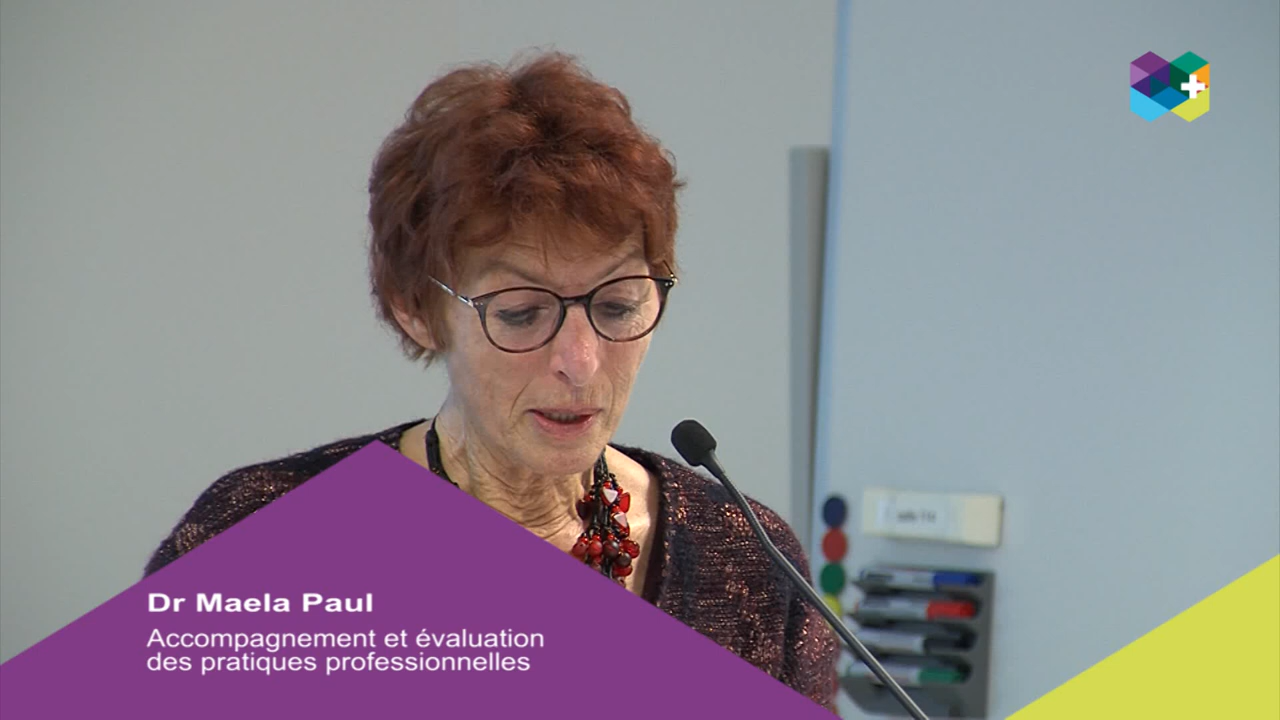 Dr Maela Paul
Accompagnement et évaluation
des pratiques professionnelles